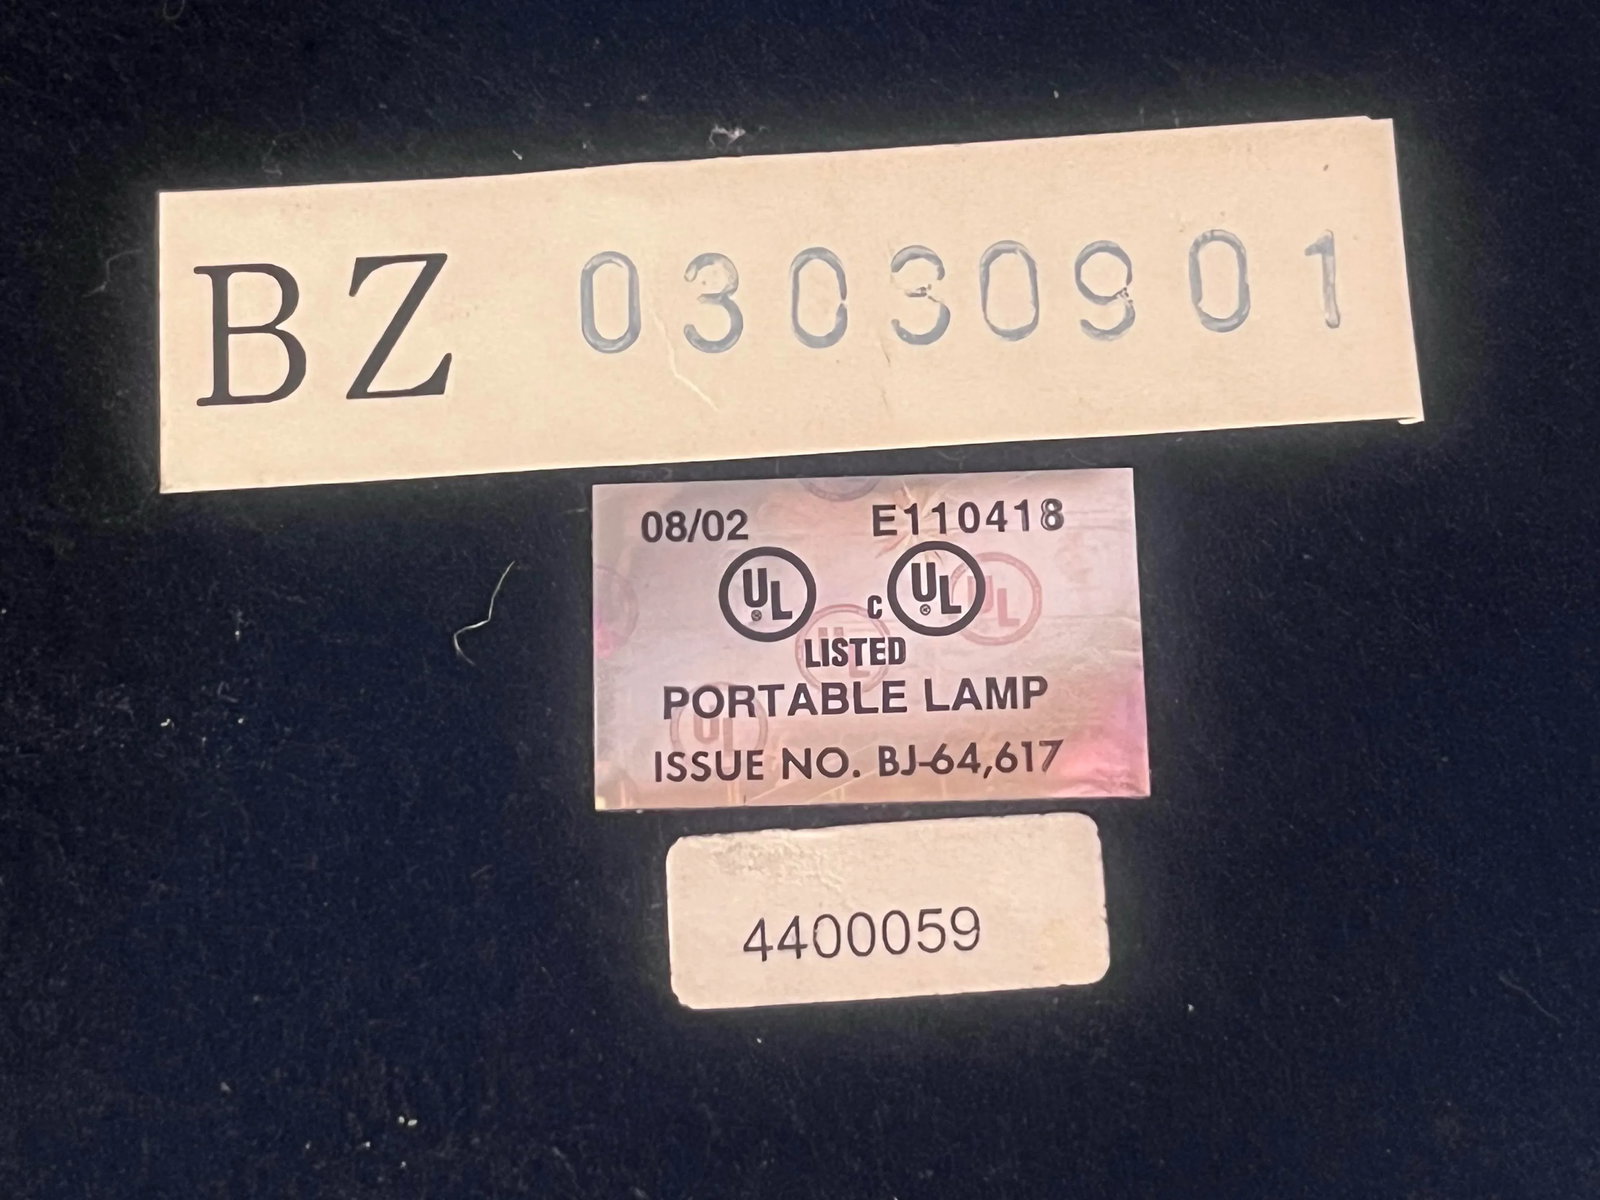 BZ 03030901
08/02 E110418
UL® C UL®
LISTED
PORTABLE LAMP
ISSUE NO. BJ-64,617
4400059